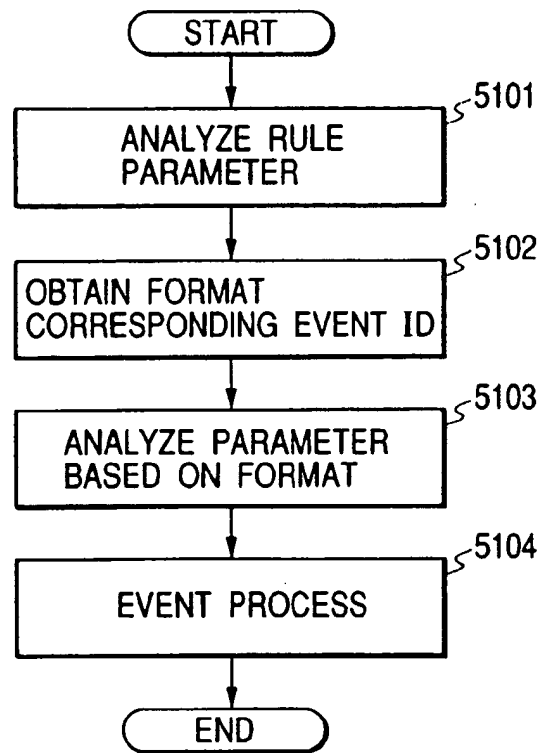 START
5101
ANALYZE RULE
PARAMETER
5102
OBTAIN FORMAT
CORRESPONDING EVENT ID
5103
ANALYZE PARAMETER
BASED ON FORMAT
5104
EVENT PROCESS
END